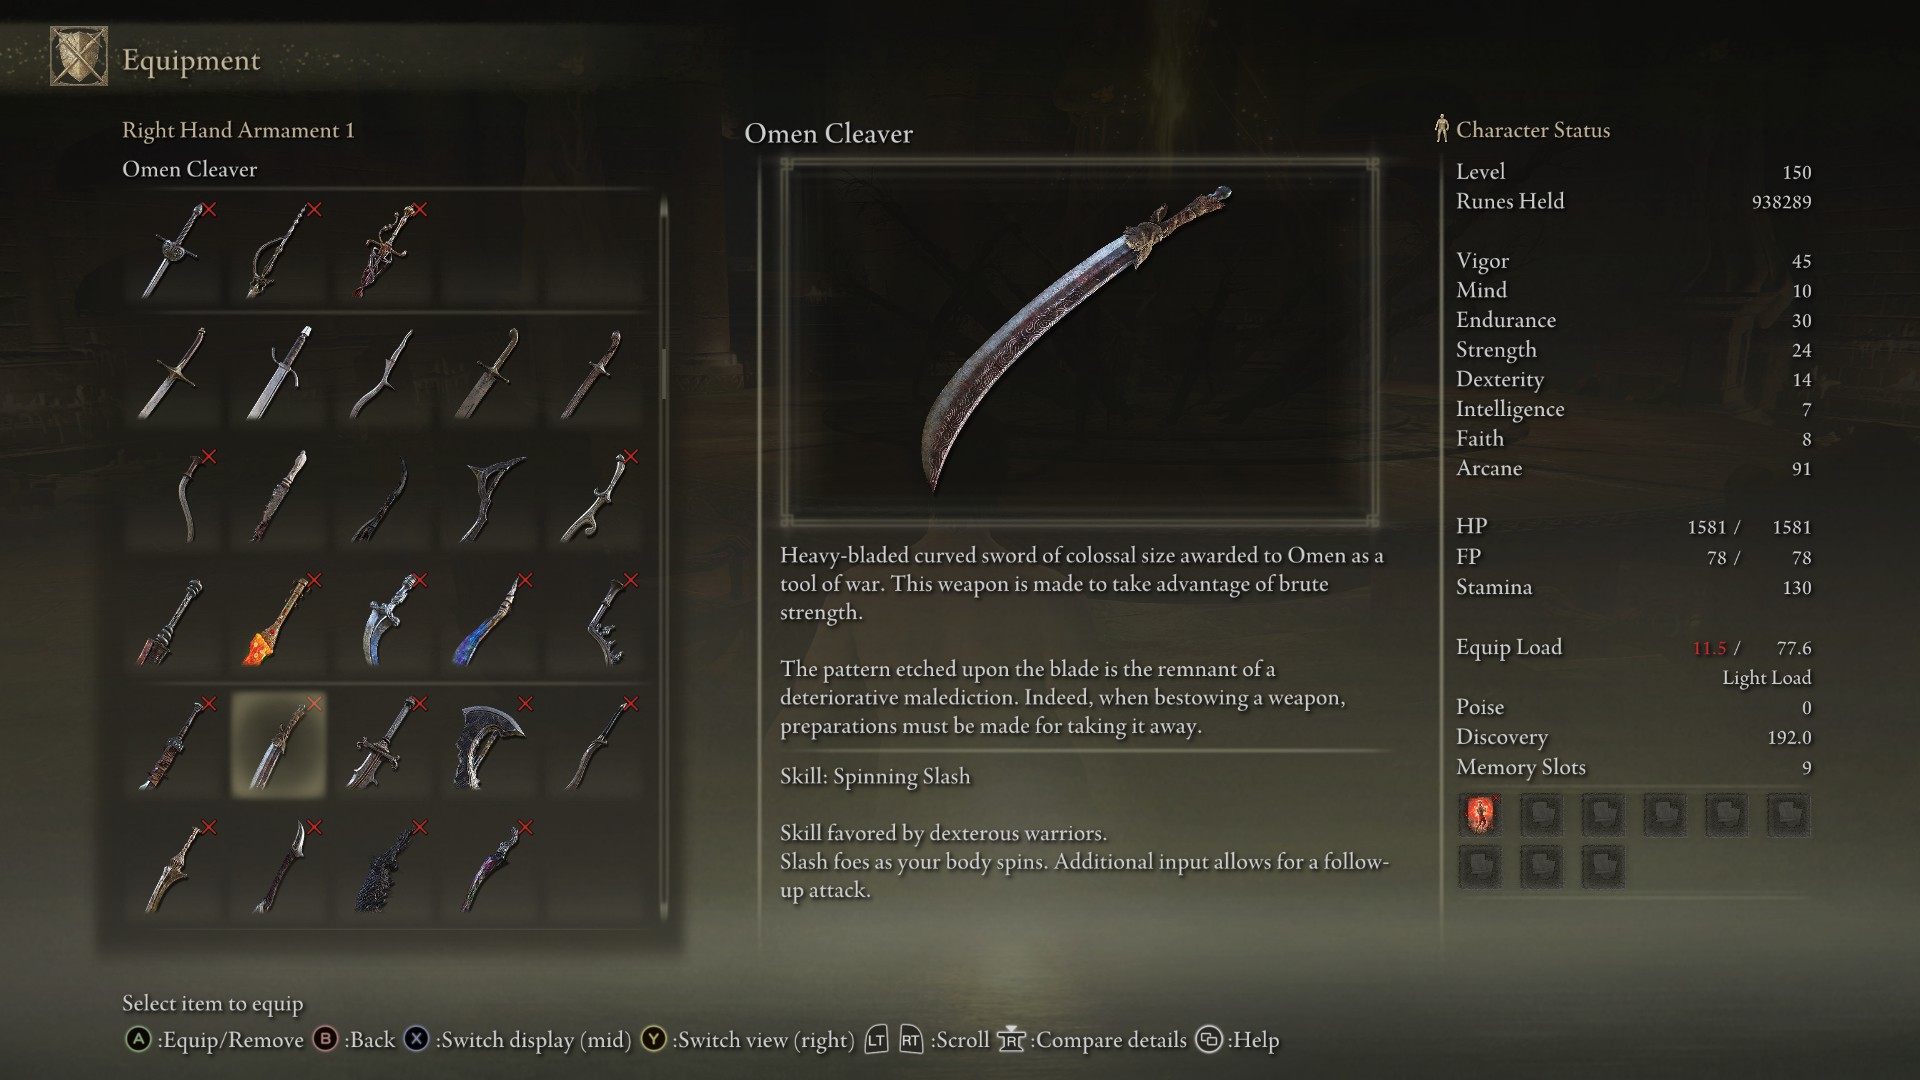 Equipment
Right Hand Armament 1
Omen Cleaver
Omen Cleaver
Heavy-bladed curved sword of colossal size awarded to Omen as a
tool of war. This weapon is made to take advantage of brute
strength.
The pattern etched upon the blade is the remnant of a
deteriorative malediction. Indeed, when bestowing a weapon,
preparations must be made for taking it away.
Skill: Spinning Slash
Skill favored by dexterous warriors.
Slash foes as your body spins. Additional input allows for a follow-
up attack.
Character Status
Level 150
Runes Held 938289
Vigor 45
Mind 10
Endurance 30
Strength 24
Dexterity 14
Intelligence 7
Faith 8
Arcane 91
HP 1581 / 1581
FP 78 / 78
Stamina 130
Equip Load 11.5 / 77.6
Light Load
Poise 0
Discovery 192.0
Memory Slots 9
Select item to equip
A :Equip/Remove B :Back X :Switch display (mid) Y :Switch view (right) LT RT :Scroll R :Compare details :Help